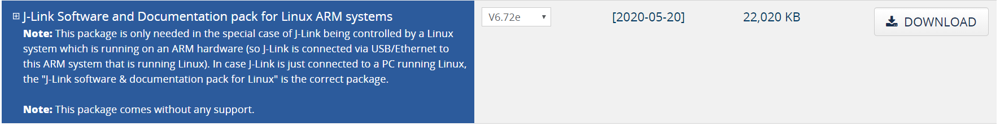 J-Link Software and Documentation pack for Linux ARM systems
V6.72e
[2020-05-20]
22,020 KB
DOWNLOAD
Note: This package is only needed in the special case of J-Link being controlled by a Linux
system which is running on an ARM hardware (so J-Link is connected via USB/Ethernet to
this ARM system that is running Linux). In case J-Link is just connected to a PC running Linux,
the "J-Link software & documentation pack for Linux" is the correct package.
Note: This package comes without any support.